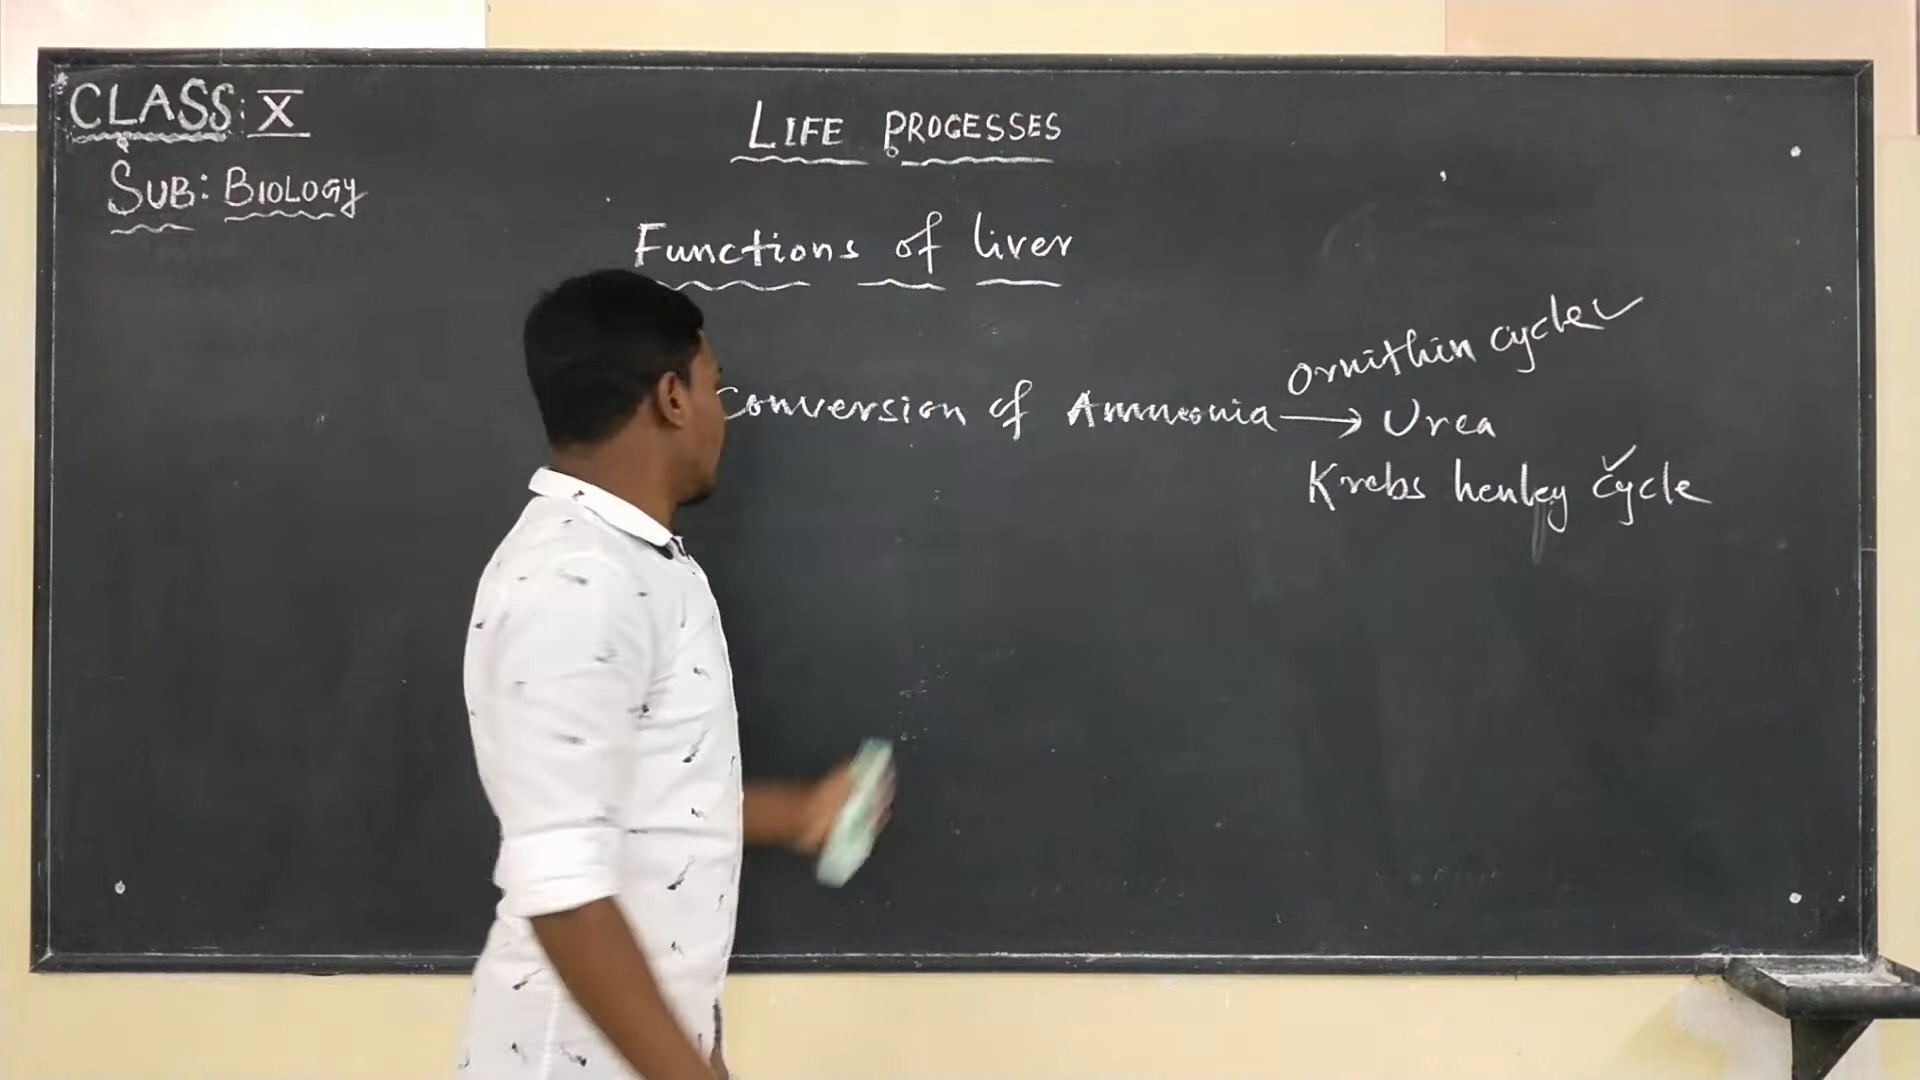 CLASS: X
SUB: BIOLOGY
LIFE PROCESSES
Functions of liver
Ornithin cycle
Conversion of Ammonia → Urea
Krebs henley cycle